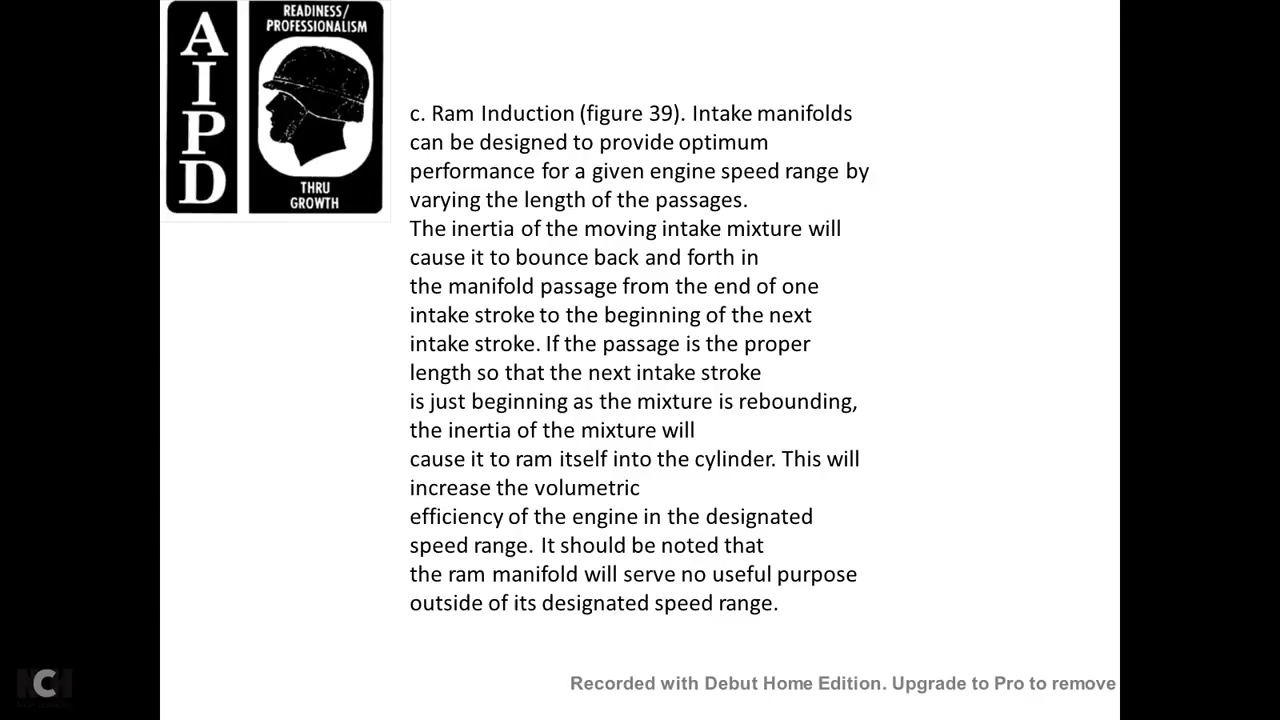 A
I
P
D
READINESS/
PROFESSIONALISM
THRU
GROWTH
c. Ram Induction (figure 39). Intake manifolds
can be designed to provide optimum
performance for a given engine speed range by
varying the length of the passages.
The inertia of the moving intake mixture will
cause it to bounce back and forth in
the manifold passage from the end of one
intake stroke to the beginning of the next
intake stroke. If the passage is the proper
length so that the next intake stroke
is just beginning as the mixture is rebounding,
the inertia of the mixture will
cause it to ram itself into the cylinder. This will
increase the volumetric
efficiency of the engine in the designated
speed range. It should be noted that
the ram manifold will serve no useful purpose
outside of its designated speed range.
NCH
Recorded with Debut Home Edition. Upgrade to Pro to remove